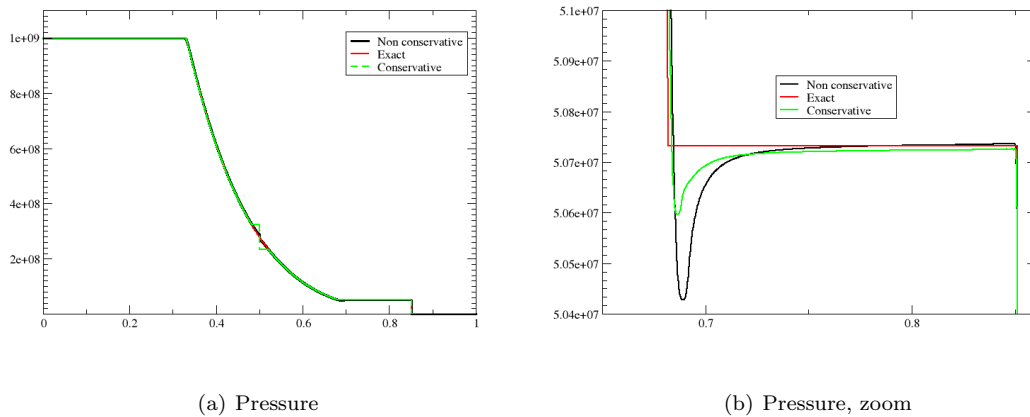 1e+09
8e+08
6e+08
4e+08
2e+08
0
0.2
0.4
0.6
0.8
1
Non conservative
Exact
Conservative
(a) Pressure
5.1e+07
5.09e+07
5.08e+07
5.07e+07
5.06e+07
5.05e+07
5.04e+07
0.7
0.8
Non conservative
Exact
Conservative
(b) Pressure, zoom